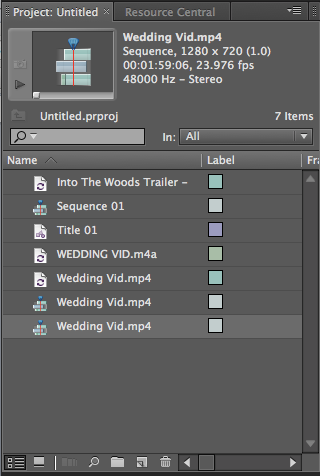 Project: Untitled
Resource Central
Wedding Vid.mp4
Sequence, 1280 x 720 (1.0)
00:01:59:06, 23.976 fps
48000 Hz - Stereo
Untitled.prproj
7 Items
In: All
Name
Label
Fra
Into The Woods Trailer –
Sequence 01
Title 01
WEDDING VID.m4a
Wedding Vid.mp4
Wedding Vid.mp4
Wedding Vid.mp4